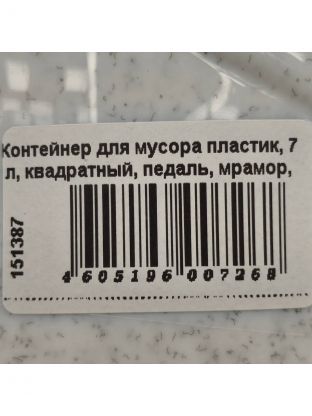 Контейнер для мусора пластик, 7
л, квадратный, педаль, мрамор,
151387
4 605196 007268